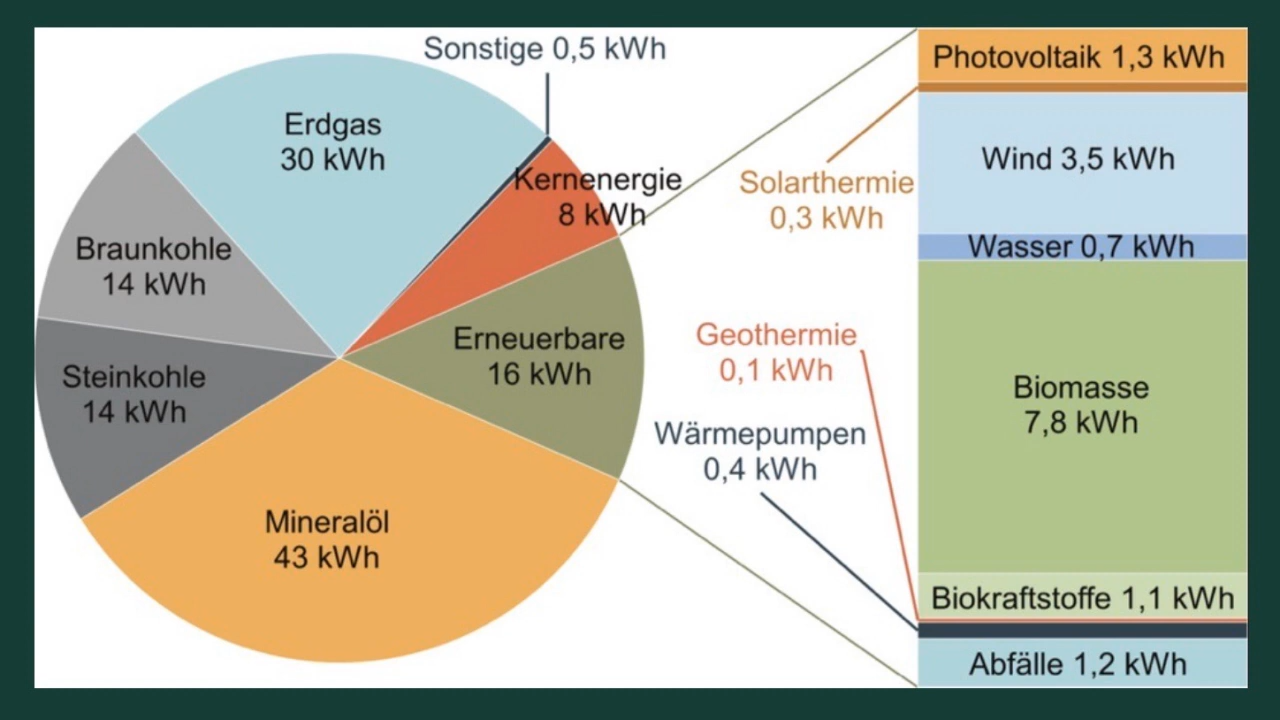 Sonstige 0,5 kWh
Erdgas
30 kWh
Kernenergie
8 kWh
Braunkohle
14 kWh
Steinkohle
14 kWh
Erneuerbare
16 kWh
Mineralöl
43 kWh
Photovoltaik 1,3 kWh
Solarthermie
0,3 kWh
Wind 3,5 kWh
Wasser 0,7 kWh
Geothermie
0,1 kWh
Wärmepumpen
0,4 kWh
Biomasse
7,8 kWh
Biokraftstoffe 1,1 kWh
Abfälle 1,2 kWh